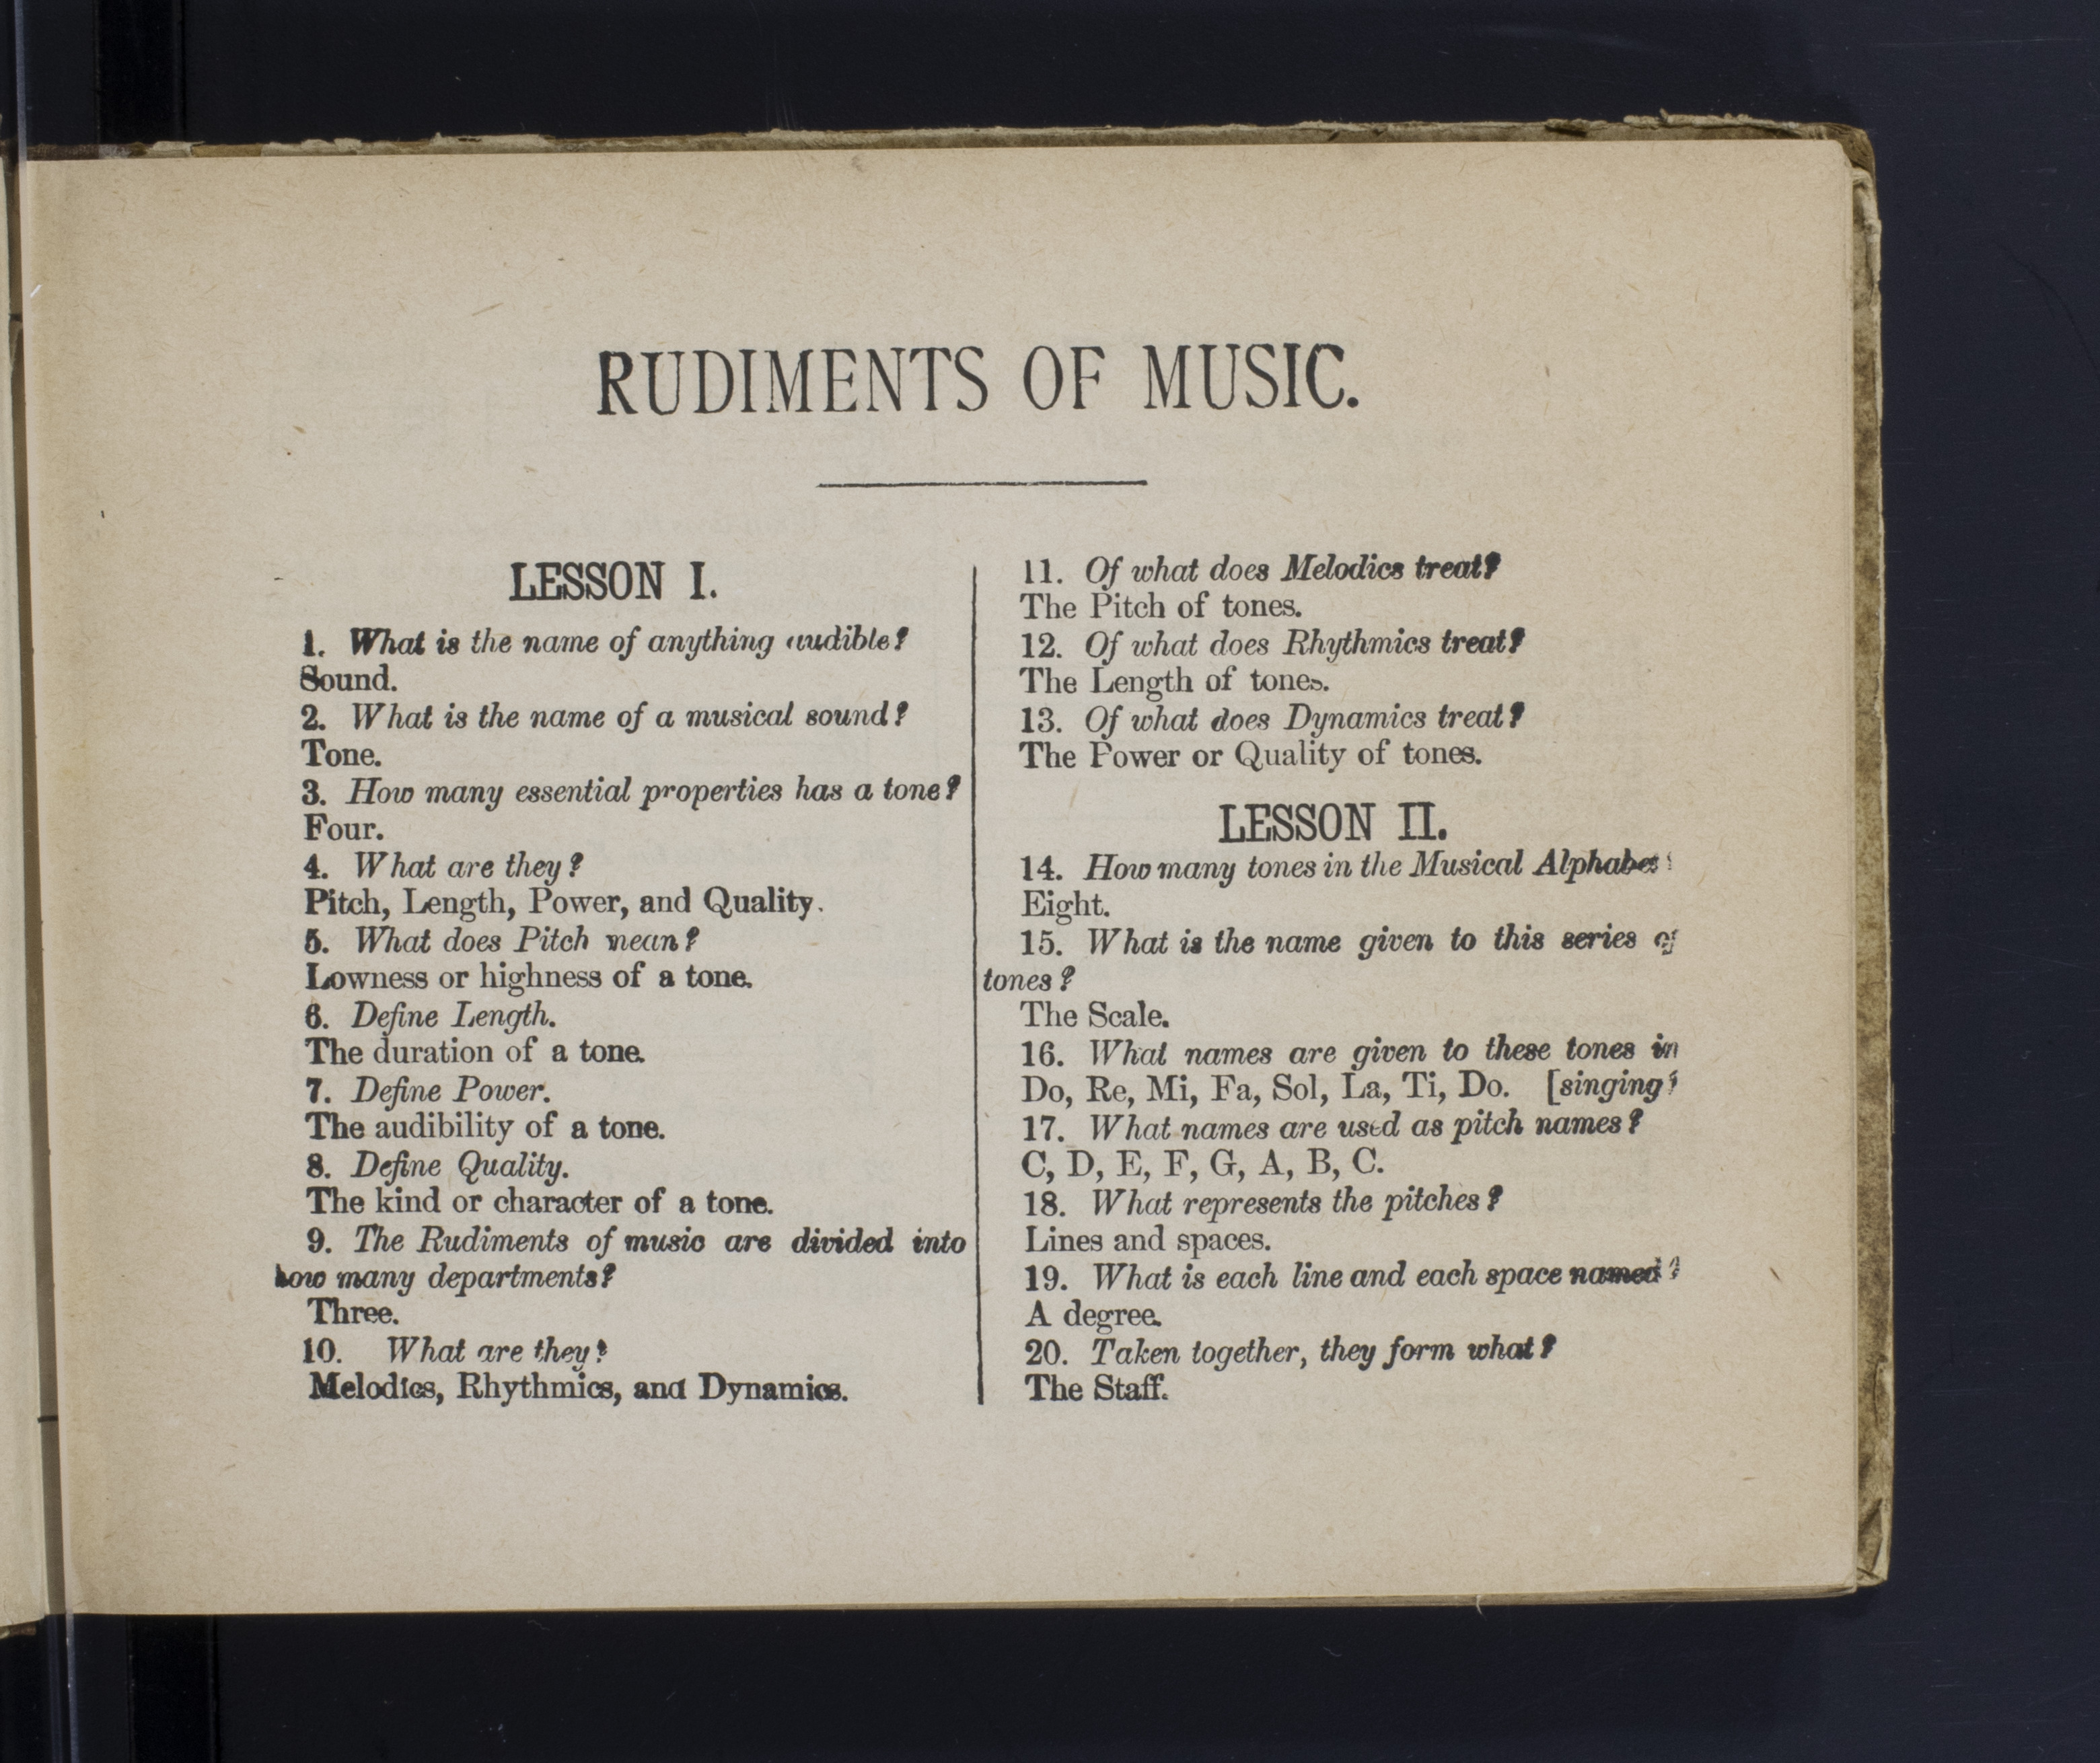 RUDIMENTS OF MUSIC.
LESSON I.
1. What is the name of anything audible?
Sound.
2. What is the name of a musical sound?
Tone.
3. How many essential properties has a tone?
Four.
4. What are they?
Pitch, Length, Power, and Quality.
5. What does Pitch mean?
Lowness or highness of a tone.
6. Define Length.
The duration of a tone.
7. Define Power.
The audibility of a tone.
8. Define Quality.
The kind or character of a tone.
9. The Rudiments of music are divided into
how many departments?
Three.
10. What are they?
Melodics, Rhythmics, and Dynamics.
11. Of what does Melodics treat?
The Pitch of tones.
12. Of what does Rhythmics treat?
The Length of tones.
13. Of what does Dynamics treat?
The Power or Quality of tones.
LESSON II.
14. How many tones in the Musical Alphabet?
Eight.
15. What is the name given to this series of
tones?
The Scale.
16. What names are given to these tones in
Do, Re, Mi, Fa, Sol, La, Ti, Do. [singing?
17. What names are used as pitch names?
C, D, E, F, G, A, B, C.
18. What represents the pitches?
Lines and spaces.
19. What is each line and each space named?
A degree.
20. Taken together, they form what?
The Staff.